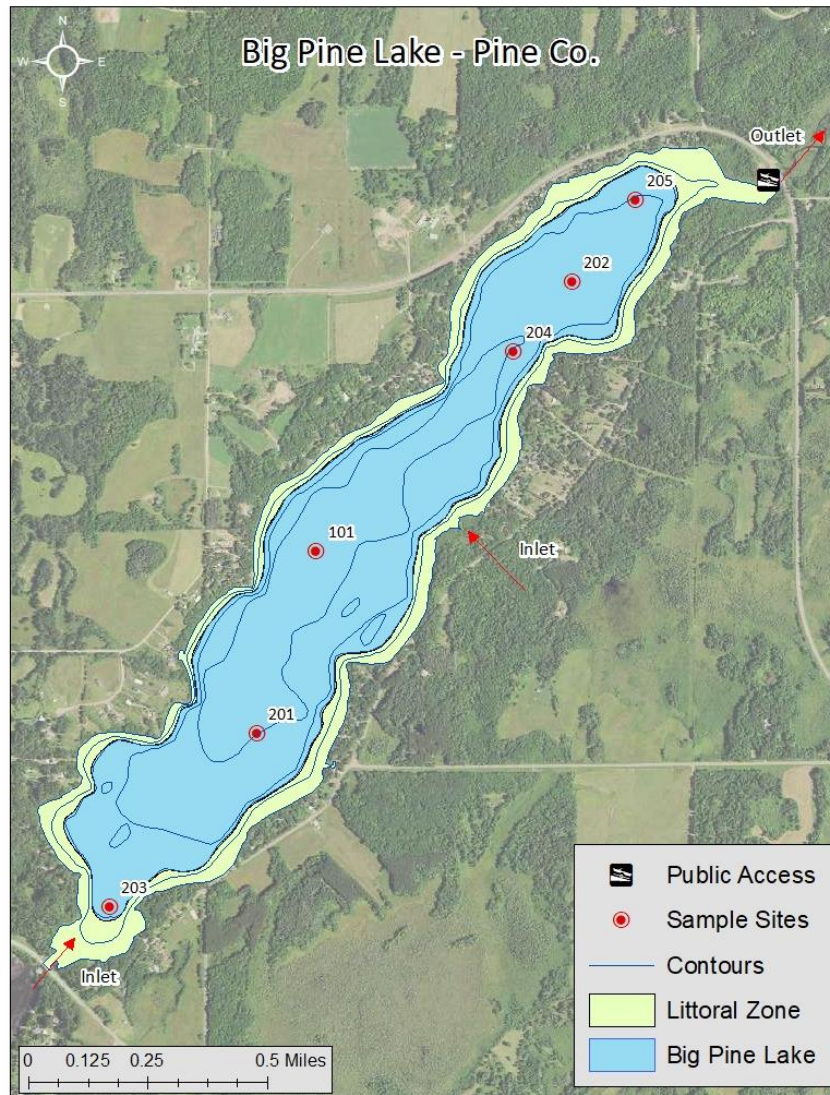 Big Pine Lake - Pine Co.
N
W
E
S
Outlet
205
202
204
101
Inlet
201
203
Inlet
Public Access
Sample Sites
Contours
Littoral Zone
Big Pine Lake
0 0.125 0.25 0.5 Miles